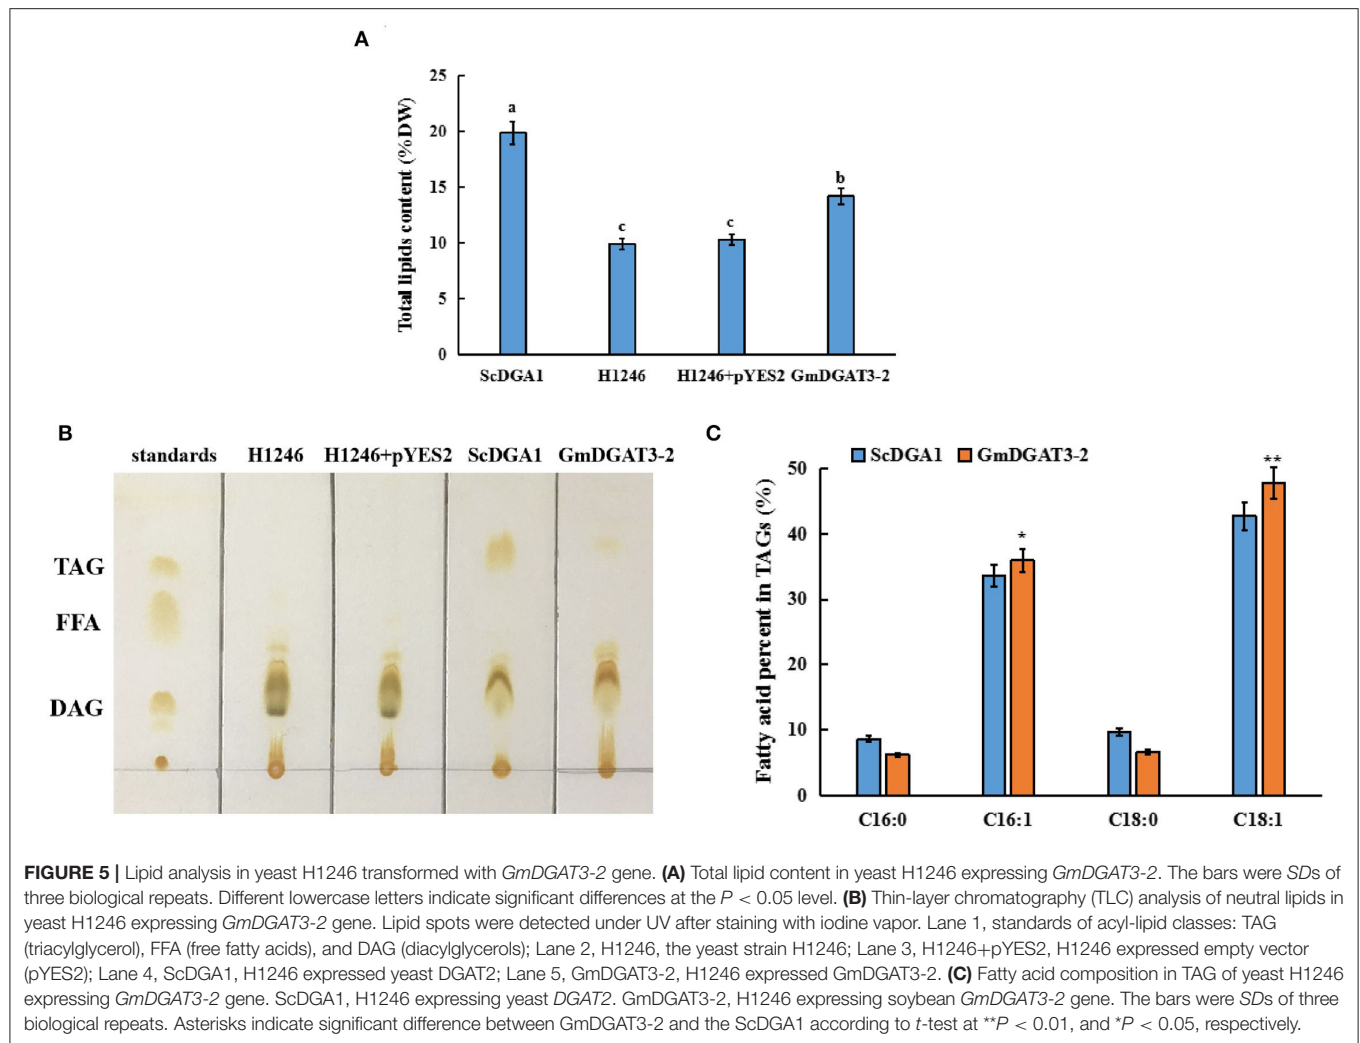 A
25
20
15
10
5
0
Total lipids content (%DW)
a
c
c
b
ScDGA1 H1246 H1246+pYES2 GmDGAT3-2
B
standards H1246 H1246+pYES2 ScDGA1 GmDGAT3-2
TAG
FFA
DAG
C
ScDGA1 GmDGAT3-2
50
40
30
20
10
0
Fatty acid percent in TAGs (%)
*
**
C16:0 C16:1 C18:0 C18:1
FIGURE 5 | Lipid analysis in yeast H1246 transformed with GmDGAT3-2 gene. (A) Total lipid content in yeast H1246 expressing GmDGAT3-2. The bars were SDs of
three biological repeats. Different lowercase letters indicate significant differences at the P < 0.05 level. (B) Thin-layer chromatography (TLC) analysis of neutral lipids in
yeast H1246 expressing GmDGAT3-2 gene. Lipid spots were detected under UV after staining with iodine vapor. Lane 1, standards of acyl-lipid classes: TAG
(triacylglycerol), FFA (free fatty acids), and DAG (diacylglycerols); Lane 2, H1246, the yeast strain H1246; Lane 3, H1246+pYES2, H1246 expressed empty vector
(pYES2); Lane 4, ScDGA1, H1246 expressed yeast DGAT2; Lane 5, GmDGAT3-2, H1246 expressed GmDGAT3-2. (C) Fatty acid composition in TAG of yeast H1246
expressing GmDGAT3-2 gene. ScDGA1, H1246 expressing yeast DGAT2. GmDGAT3-2, H1246 expressing soybean GmDGAT3-2 gene. The bars were SDs of three
biological repeats. Asterisks indicate significant difference between GmDGAT3-2 and the ScDGA1 according to t-test at **P < 0.01, and *P < 0.05, respectively.